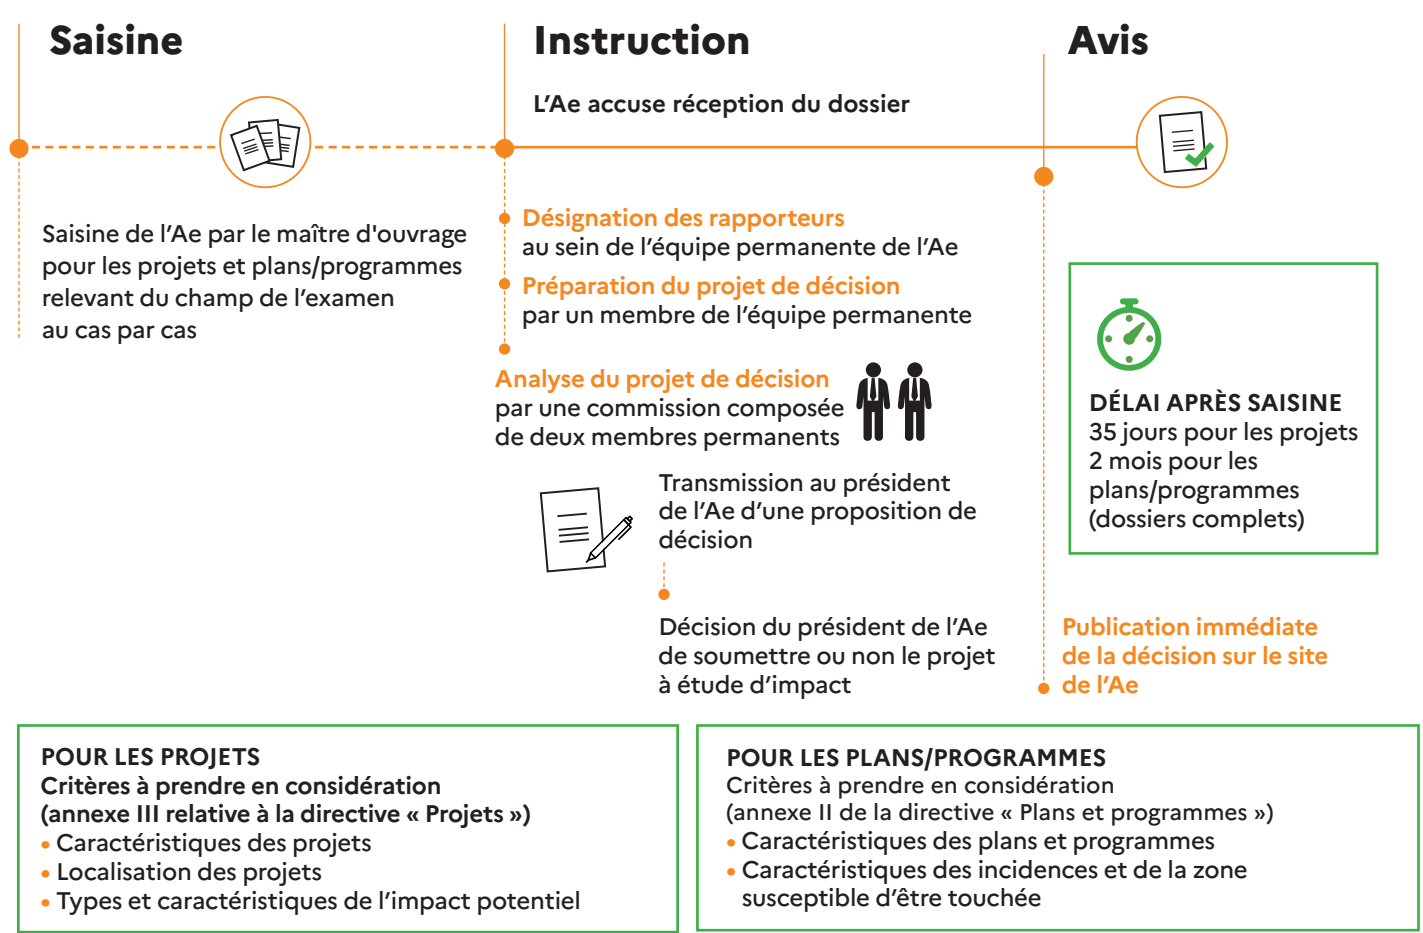 Saisine
Saisine de l’Ae par le maître d'ouvrage
pour les projets et plans/programmes
relevant du champ de l’examen
au cas par cas
Instruction
L’Ae accuse réception du dossier
Désignation des rapporteurs
au sein de l’équipe permanente de l’Ae
Préparation du projet de décision
par un membre de l’équipe permanente
Analyse du projet de décision
par une commission composée
de deux membres permanents
Transmission au président
de l’Ae d’une proposition de
décision
Décision du président de l’Ae
de soumettre ou non le projet
à étude d’impact
Avis
DÉLAI APRÈS SAISINE
35 jours pour les projets
2 mois pour les
plans/programmes
(dossiers complets)
Publication immédiate
de la décision sur le site
de l’Ae
POUR LES PROJETS
Critères à prendre en considération
(annexe III relative à la directive « Projets »)
• Caractéristiques des projets
• Localisation des projets
• Types et caractéristiques de l’impact potentiel
POUR LES PLANS/PROGRAMMES
Critères à prendre en considération
(annexe II de la directive « Plans et programmes »)
• Caractéristiques des plans et programmes
• Caractéristiques des incidences et de la zone
susceptible d’être touchée